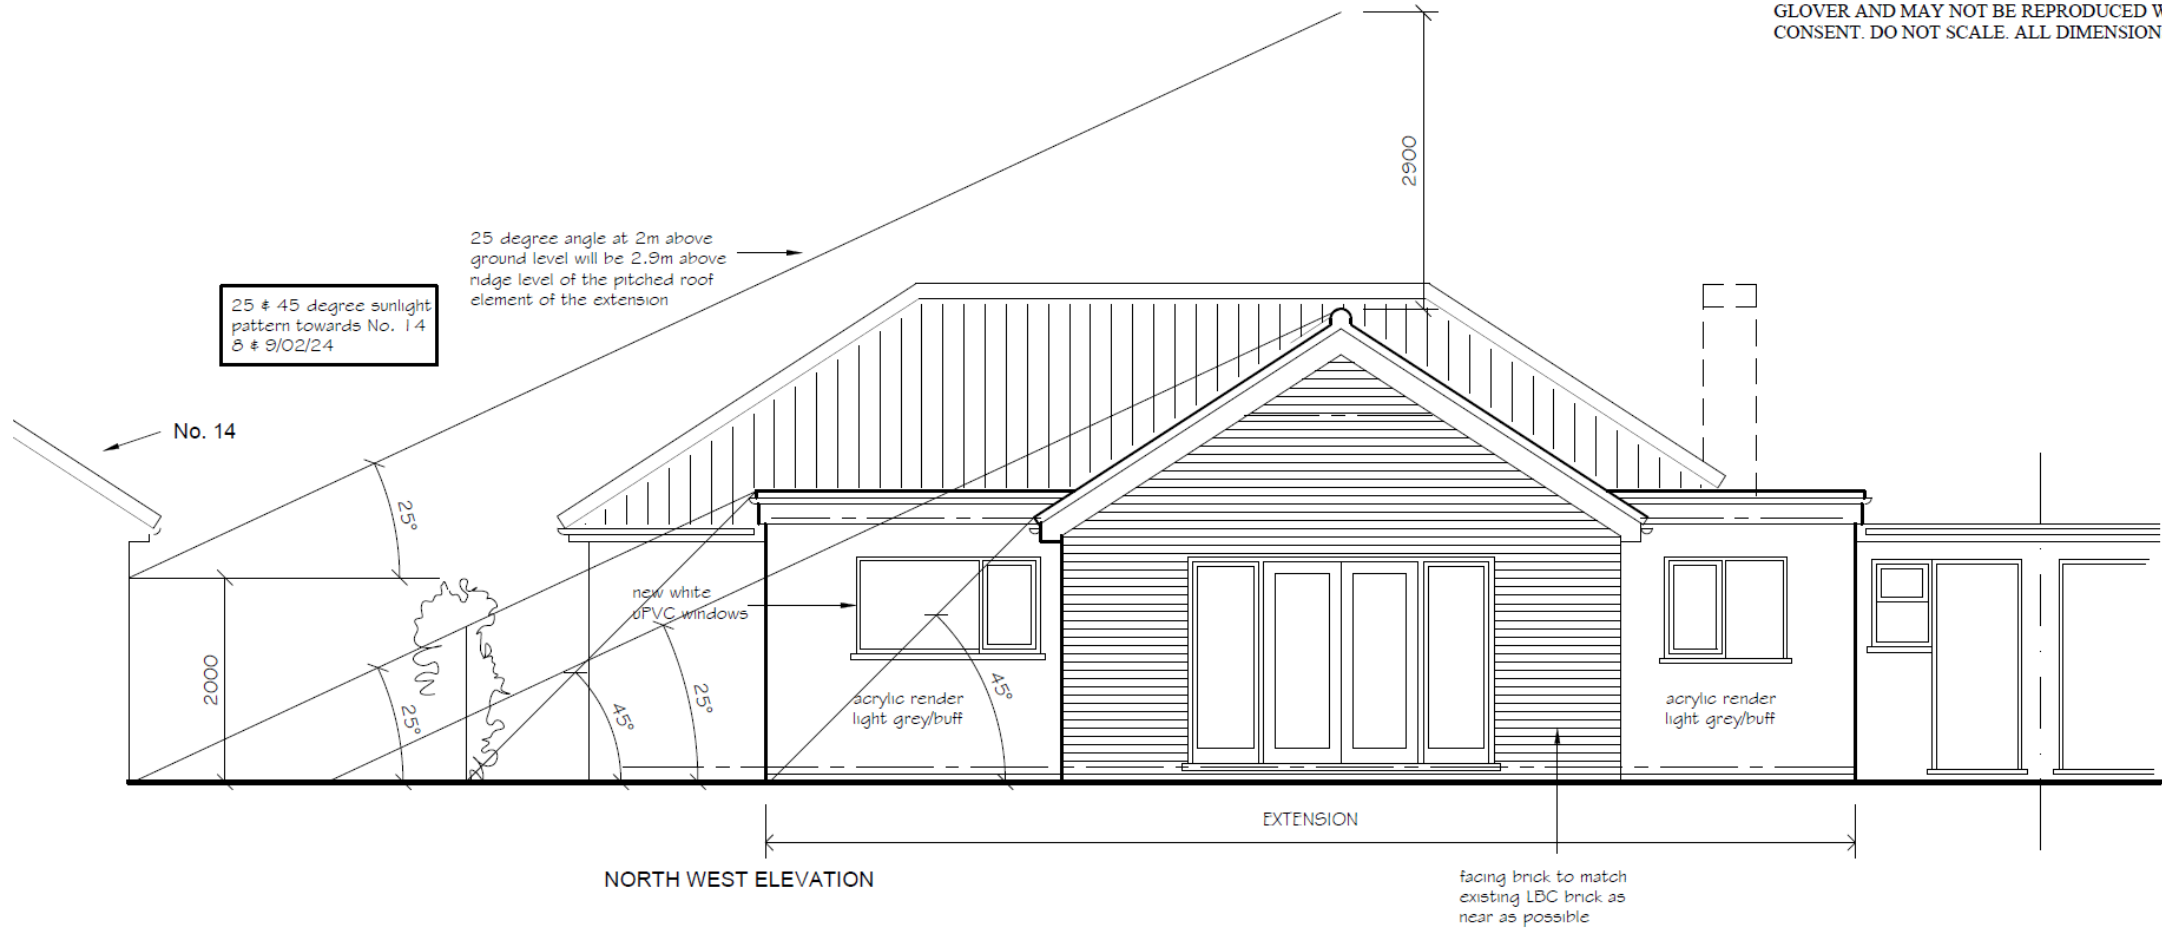 GLOVER AND MAY NOT BE REPRODUCED
CONSENT. DO NOT SCALE. ALL DIMENSION
2900
25 degree angle at 2m above
ground level will be 2.9m above
ridge level of the pitched roof
element of the extension
25 & 45 degree sunlight
pattern towards No. 14
8 & 9/02/24
No. 14
25°
new white
uPVC windows
2000
25°
45°
25°
45°
acrylic render
light grey/buff
acrylic render
light grey/buff
EXTENSION
NORTH WEST ELEVATION
facing brick to match
existing LBC brick as
near as possible